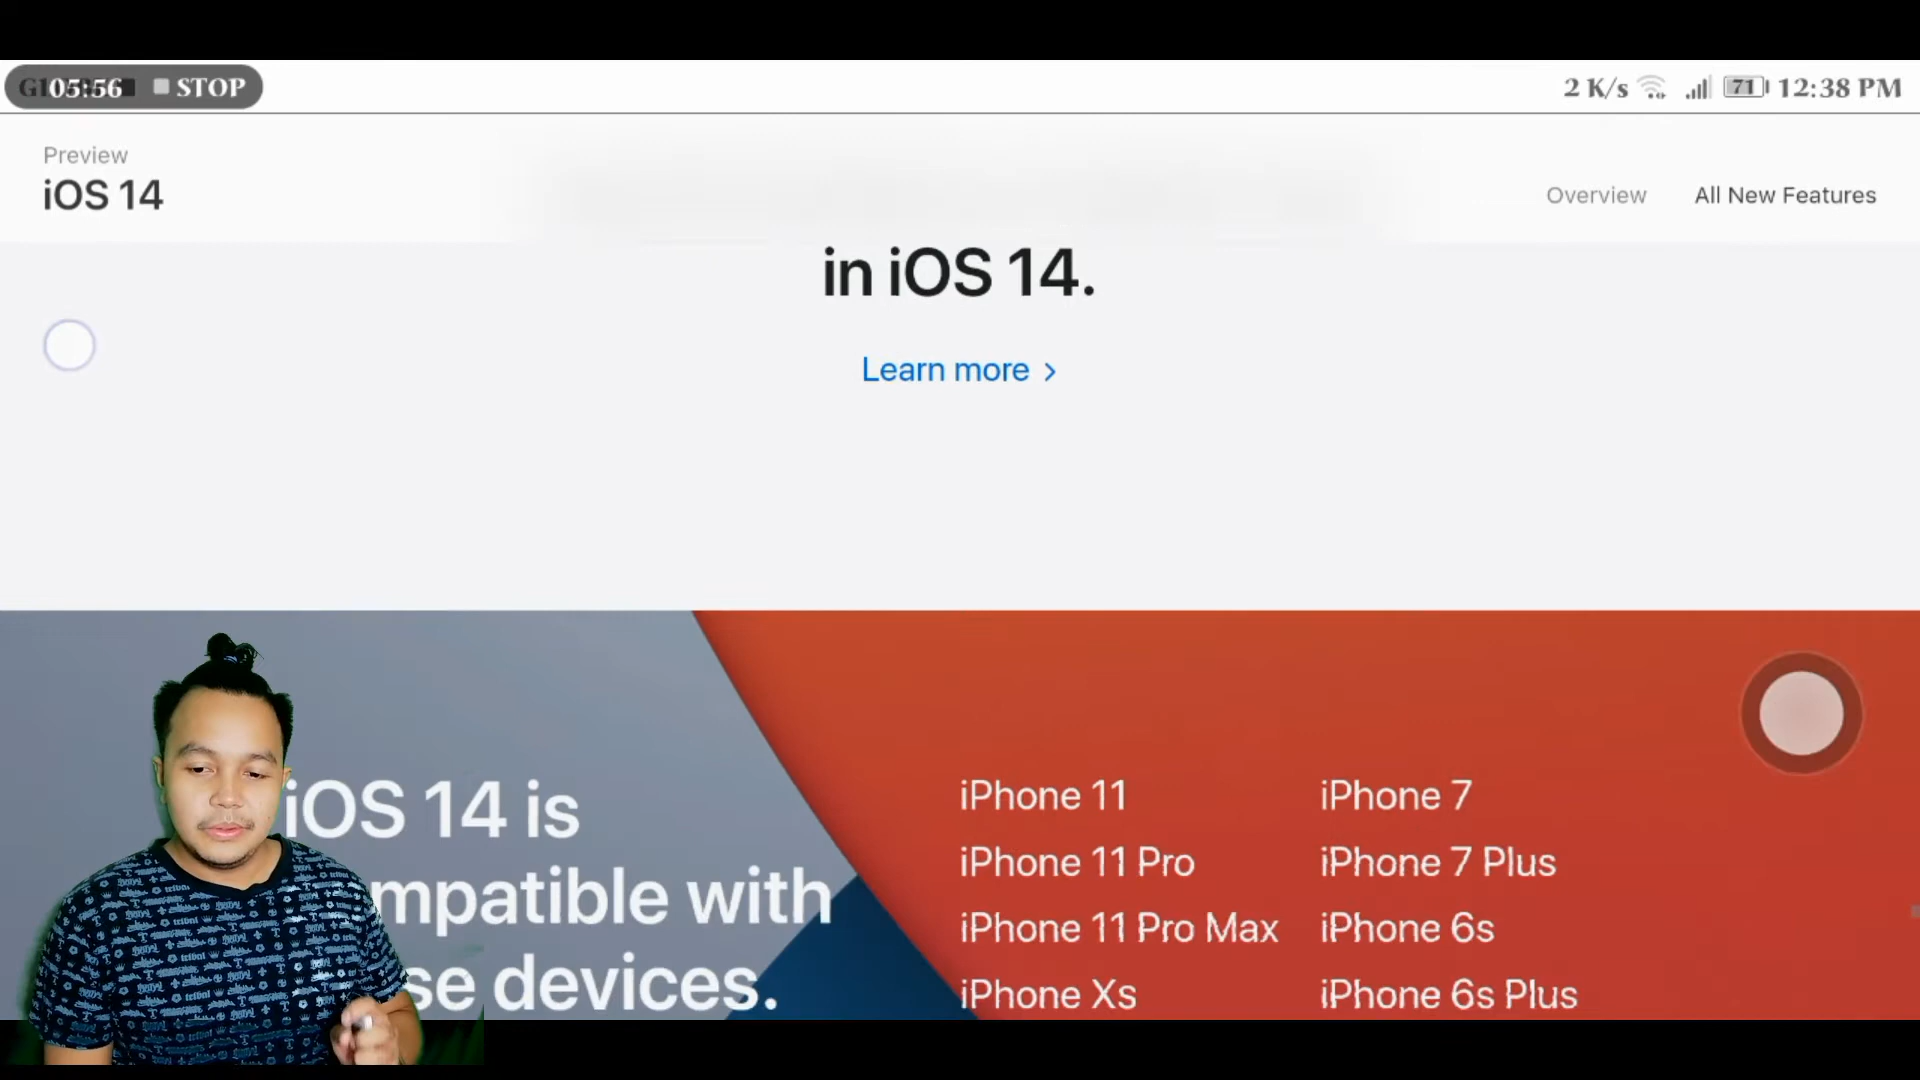 05:56 STOP
2 K/s 71 12:38 PM
Preview
iOS 14
Overview All New Features
in iOS 14.
Learn more >
iOS 14 is
mpatible with
se devices.
iPhone 11
iPhone 11 Pro
iPhone 11 Pro Max
iPhone Xs
iPhone 7
iPhone 7 Plus
iPhone 6s
iPhone 6s Plus